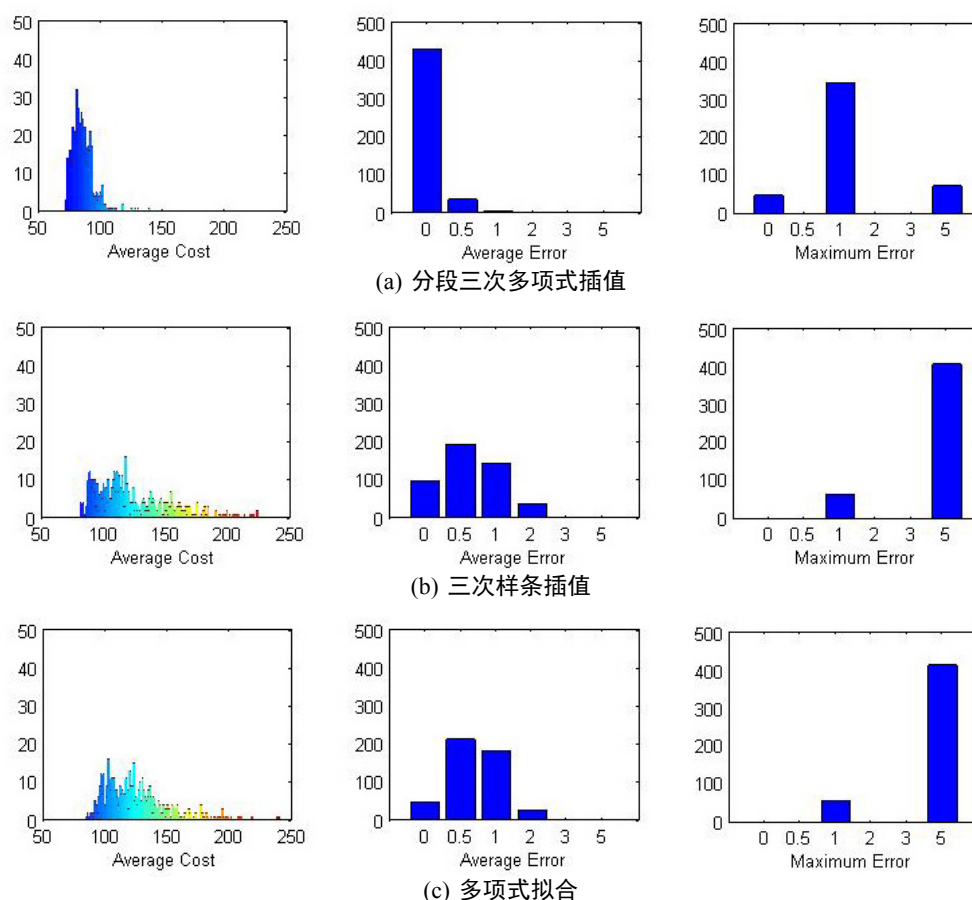 50
40
30
20
10
0
50 100 150 200 250
Average Cost
500
400
300
200
100
0
0 0.5 1 2 3 5
Average Error
500
400
300
200
100
0
0 0.5 1 2 3 5
Maximum Error
(a) 分段三次多项式插值
50
40
30
20
10
0
50 100 150 200 250
Average Cost
500
400
300
200
100
0
0 0.5 1 2 3 5
Average Error
500
400
300
200
100
0
0 0.5 1 2 3 5
Maximum Error
(b) 三次样条插值
50
40
30
20
10
0
50 100 150 200 250
Average Cost
500
400
300
200
100
0
0 0.5 1 2 3 5
Average Error
500
400
300
200
100
0
0 0.5 1 2 3 5
Maximum Error
(c) 多项式拟合